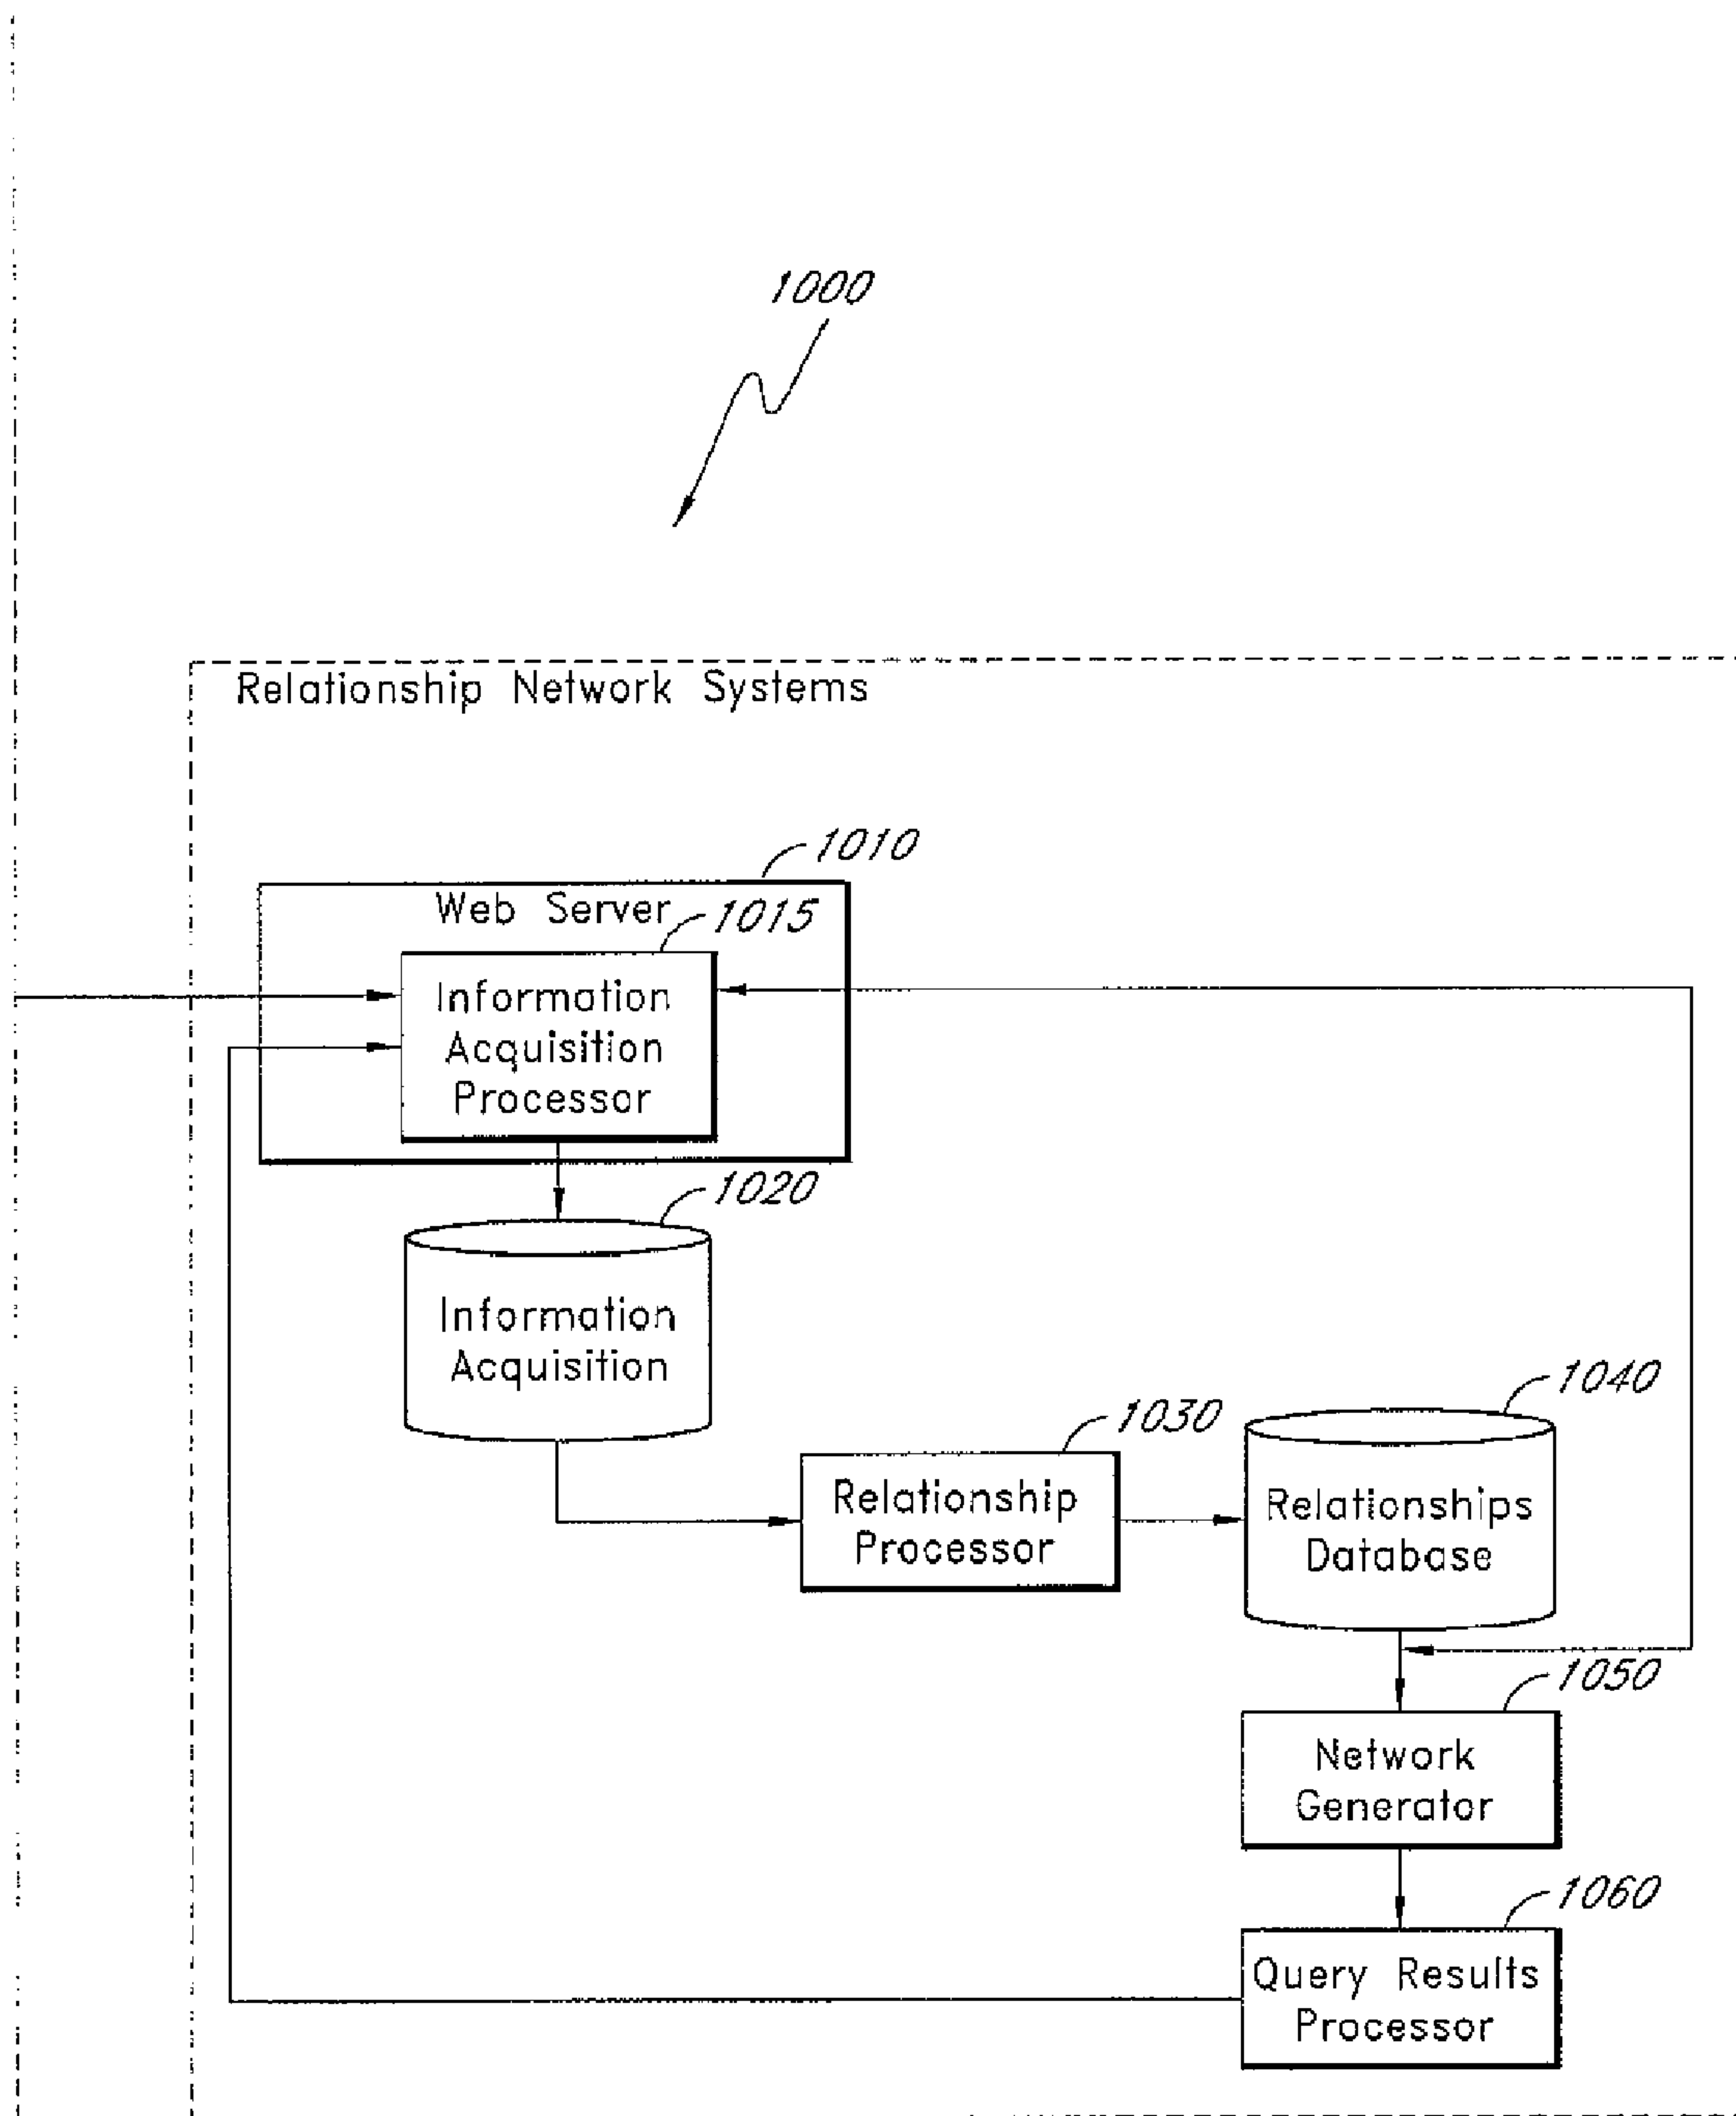 1000
Relationship Network Systems
1010
Web Server
1015
Information
Acquisition
Processor
1020
Information
Acquisition
1030
Relationship
Processor
1040
Relationships
Database
1050
Network
Generator
1060
Query Results
Processor